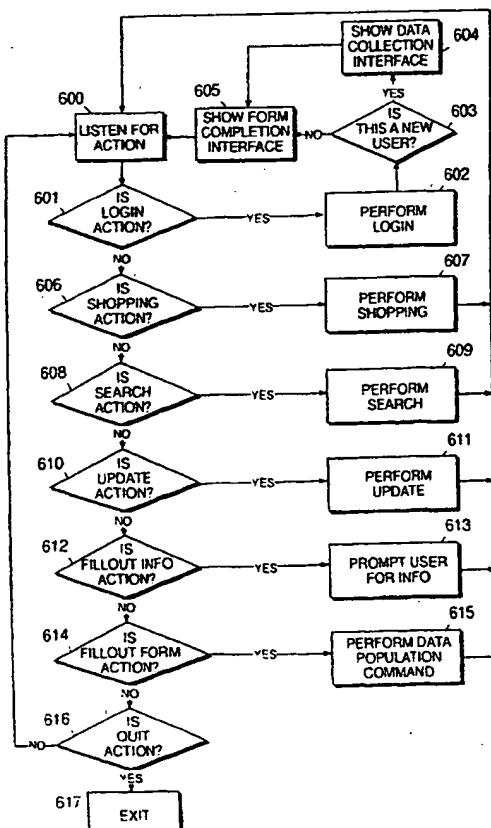 SHOW DATA
COLLECTION
INTERFACE
604
600
605
YES
LISTEN FOR
ACTION
SHOW FORM
COMPLETION
INTERFACE
NO
IS
THIS A NEW
USER?
603
601
IS
LOGIN
ACTION?
YES
602
PERFORM
LOGIN
NO
606
IS
SHOPPING
ACTION?
YES
607
PERFORM
SHOPPING
NO
608
IS
SEARCH
ACTION?
YES
609
PERFORM
SEARCH
NO
610
IS
UPDATE
ACTION?
YES
611
PERFORM
UPDATE
NO
612
IS
FILLOUT INFO
ACTION?
YES
613
PROMPT USER
FOR INFO
NO
614
IS
FILLOUT FORM
ACTION?
YES
615
PERFORM DATA
POPULATION
COMMAND
NO
616
IS
QUIT
ACTION?
NO
YES
617
EXIT